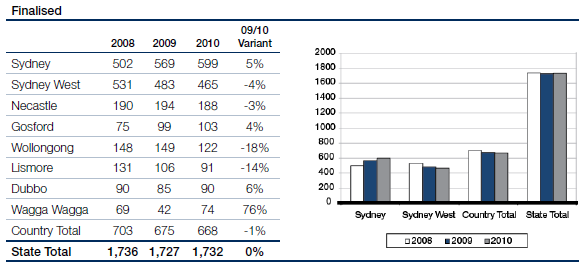 Finalised
2008 2009 2010 09/10 Variant
Sydney 502 569 599 5%
Sydney West 531 483 465 -4%
Necastle 190 194 188 -3%
Gosford 75 99 103 4%
Wollongong 148 149 122 -18%
Lismore 131 106 91 -14%
Dubbo 90 85 90 6%
Wagga Wagga 69 42 74 76%
Country Total 703 675 668 -1%
State Total 1,736 1,727 1,732 0%
2000
1800
1600
1400
1200
1000
800
600
400
200
0
Sydney Sydney West Country Total State Total
2008 2009 2010